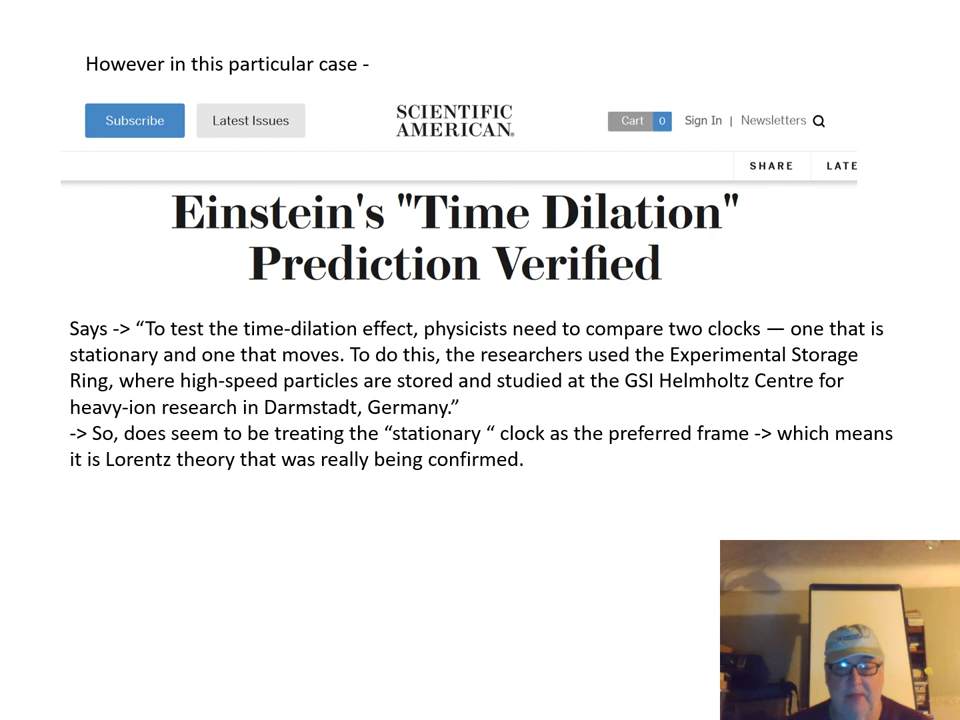 However in this particular case -
Subscribe
Latest Issues
SCIENTIFIC
AMERICAN®
Cart 0
Sign In | Newsletters
SHARE
LATE
Einstein's "Time Dilation"
Prediction Verified
Says -> “To test the time-dilation effect, physicists need to compare two clocks — one that is
stationary and one that moves. To do this, the researchers used the Experimental Storage
Ring, where high-speed particles are stored and studied at the GSI Helmholtz Centre for
heavy-ion research in Darmstadt, Germany.”
-> So, does seem to be treating the “stationary “ clock as the preferred frame -> which means
it is Lorentz theory that was really being confirmed.